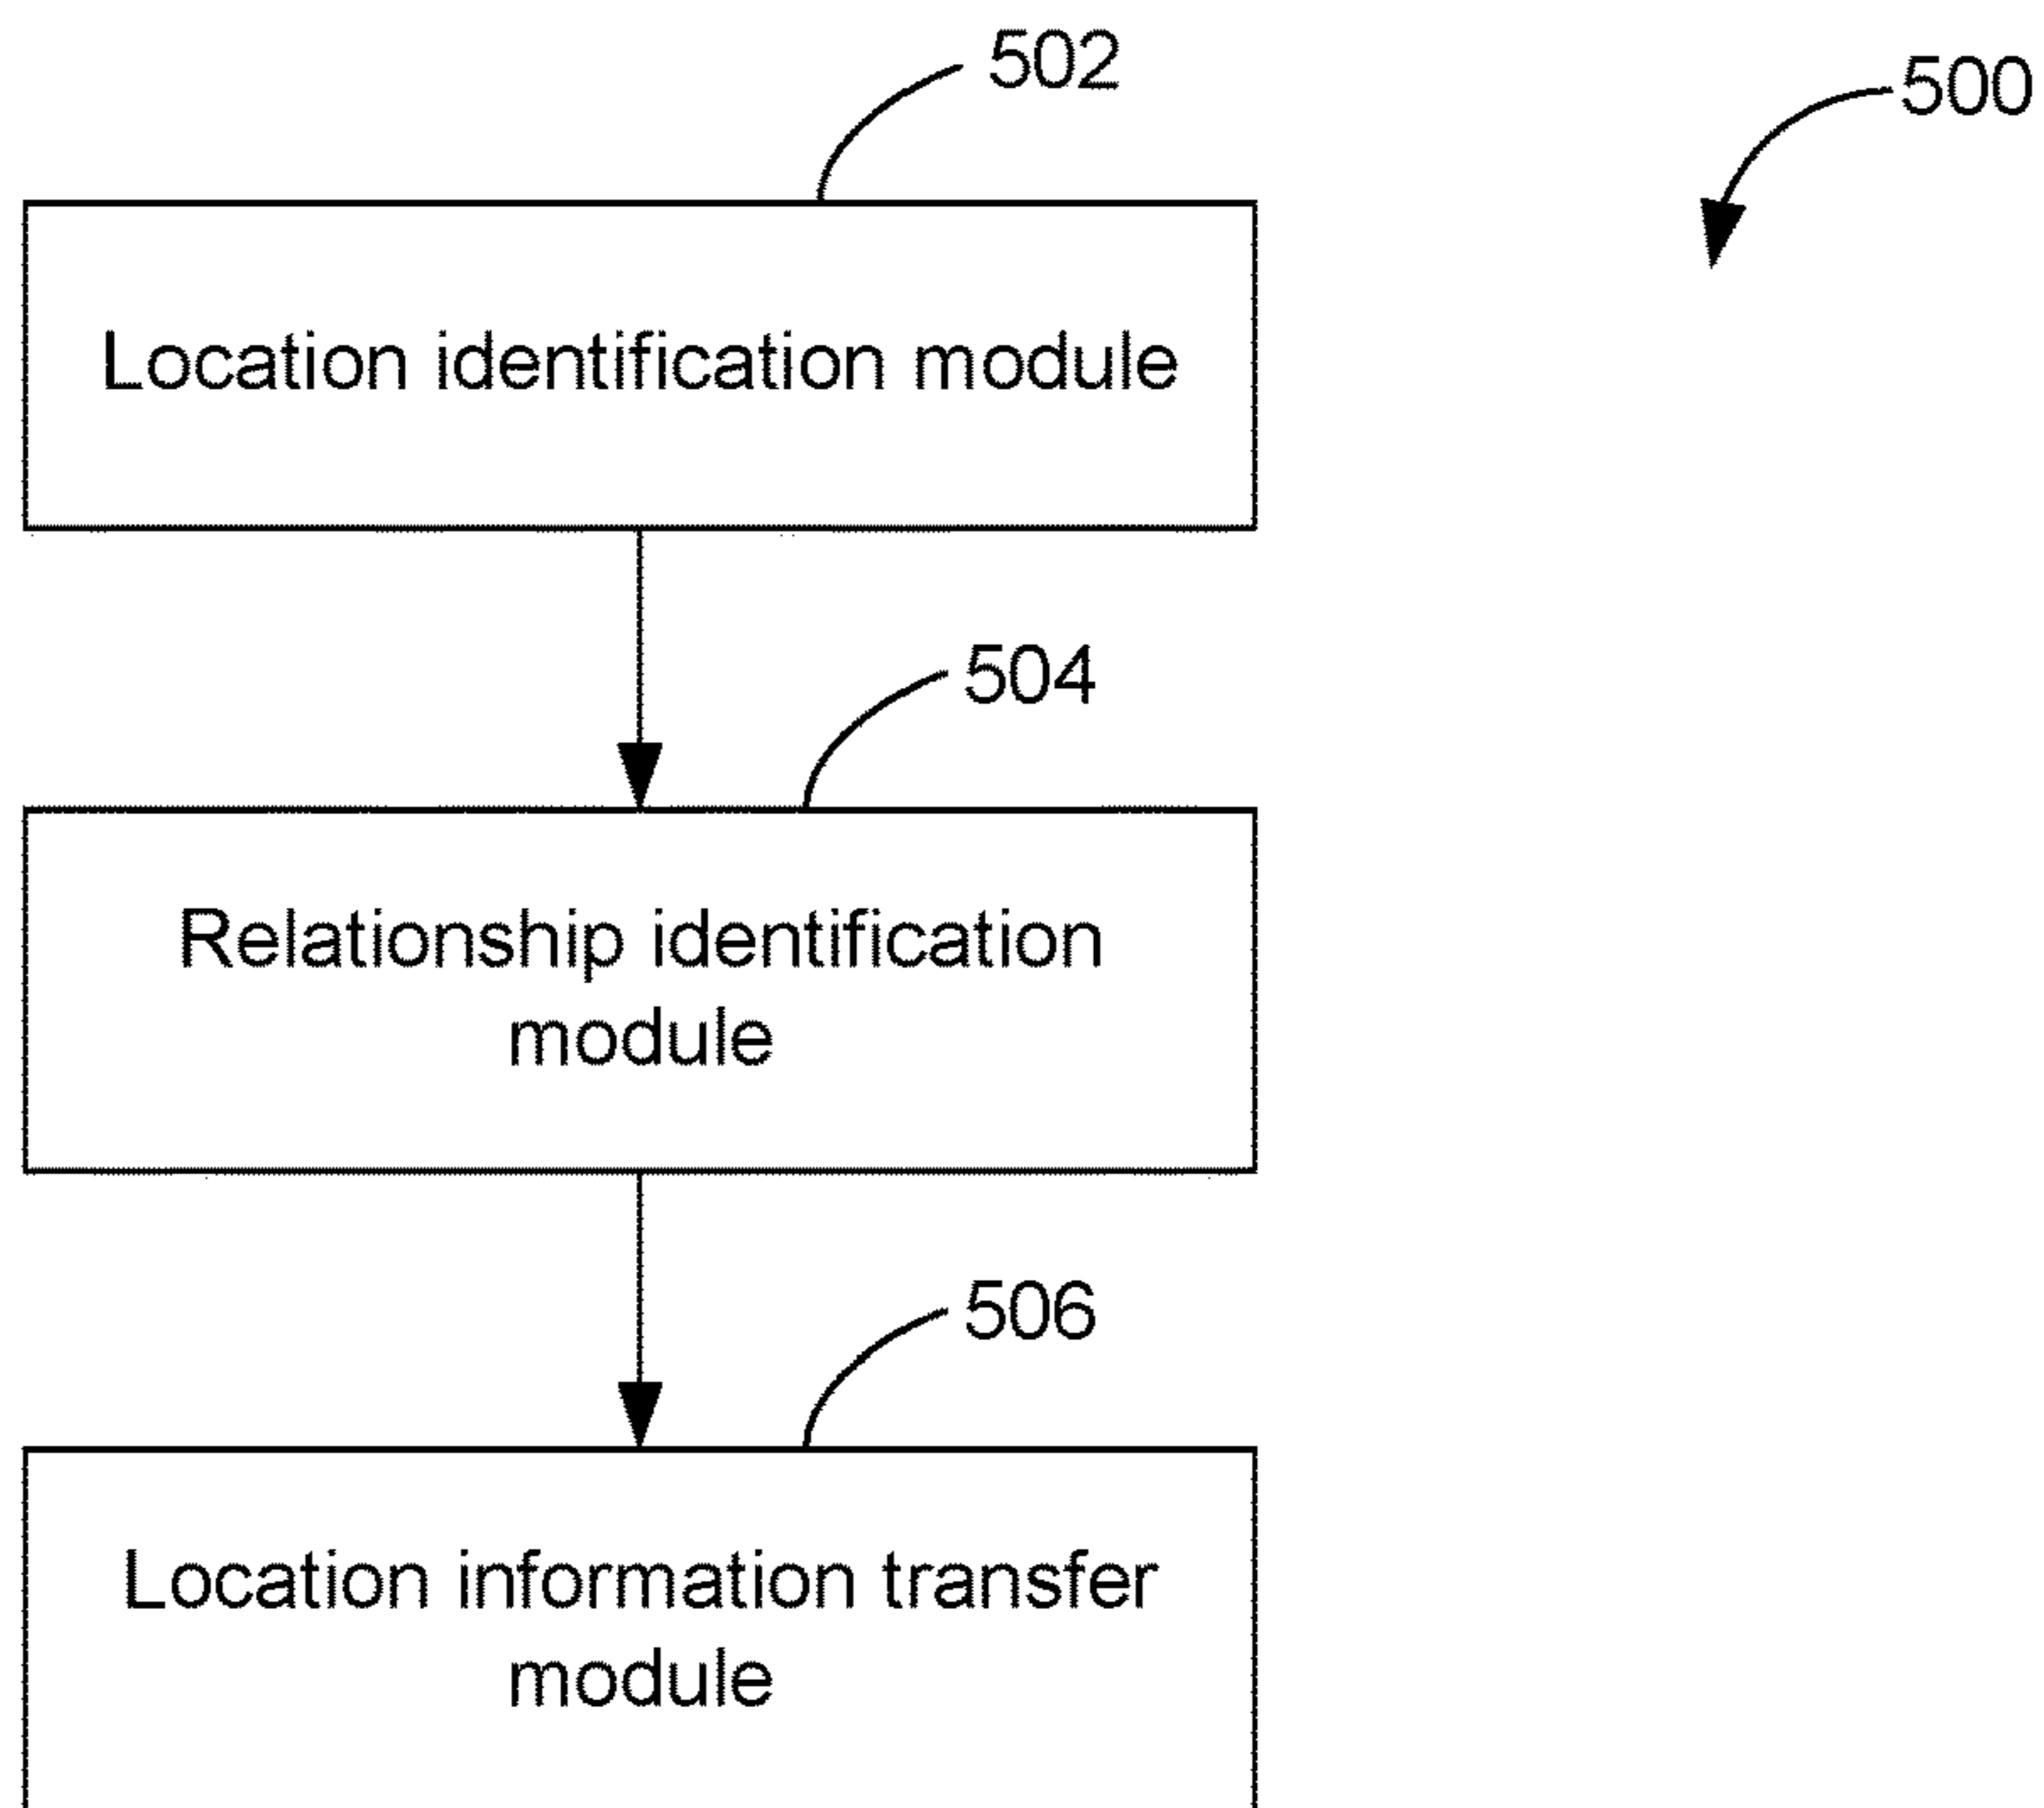 502
500
Location identification module
504
Relationship identification
module
506
Location information transfer
module